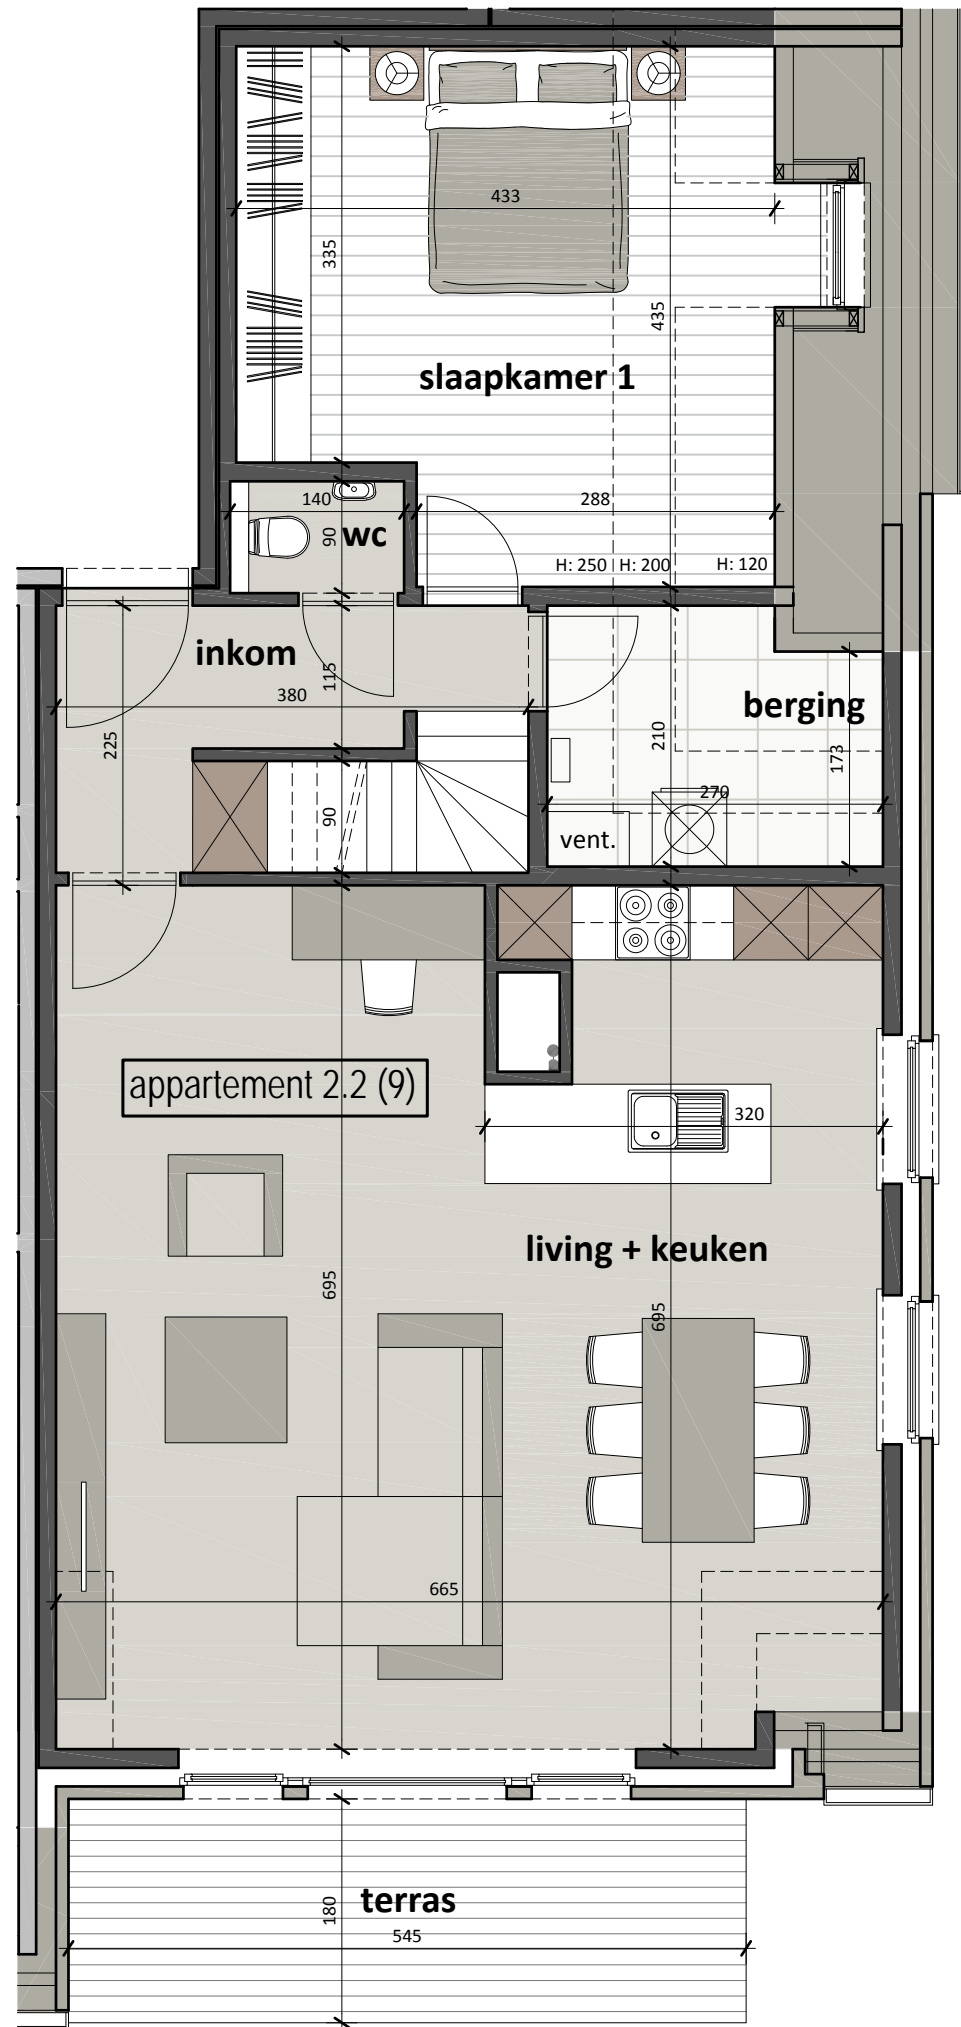 433
335
435
slaapkamer 1
140
288
90
wc
H: 250
H: 200
H: 120
inkom
115
380
225
berging
210
173
270
90
vent.
appartement 2.2 (9)
320
living + keuken
695
695
665
terras
180
545